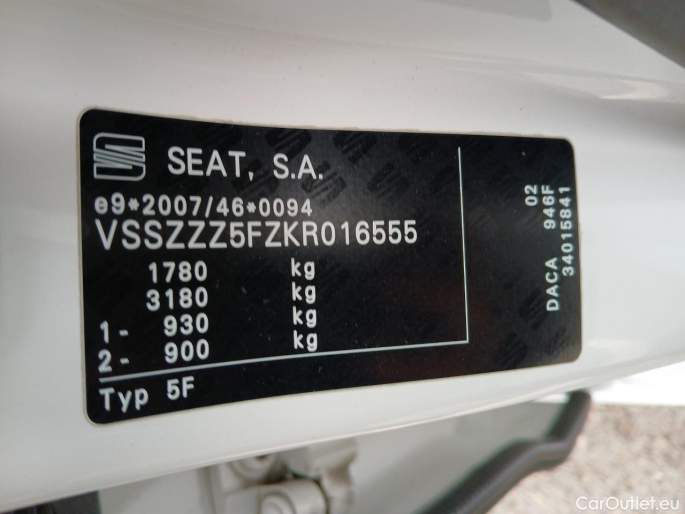 SEAT, S.A.
e9*2007/46*0094
VSSZZZ5FZKR016555
1780 kg
3180 kg
1- 930 kg
2- 900 kg
Typ 5F
02
DACA 946F
34015841
CarOutlet.eu